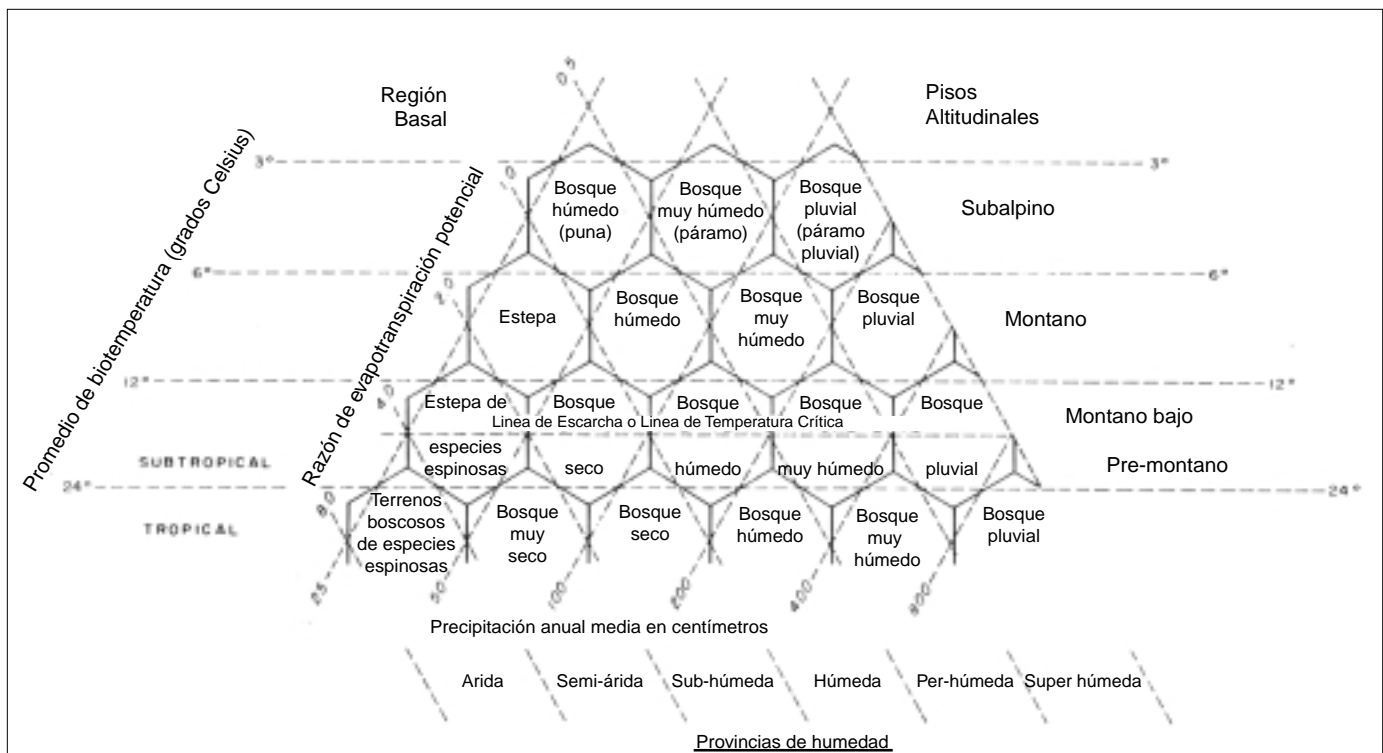 Región
Basal
Pisos
Altitudinales
Promedio de biotemperatura (grados Celsius)
Razón de evapotranspiración potencial
3°
3°
Subalpino
Bosque
húmedo
(puna)
Bosque
muy húmedo
(páramo)
Bosque
pluvial
(páramo
pluvial)
6°
6°
Montano
Estepa
Bosque
húmedo
Bosque
muy
húmedo
Bosque
pluvial
12°
12°
Montano bajo
Estepa de
Bosque
Bosque
Bosque
Bosque
Linea de Escarcha o Linea de Temperatura Crítica
SUBTROPICAL
especies
espinosas
seco
húmedo
muy húmedo
pluvial
Pre-montano
24°
24°
TROPICAL
Terrenos
boscosos
de especies
espinosas
Bosque
muy
seco
Bosque
seco
Bosque
húmedo
Bosque
muy
húmedo
Bosque
pluvial
25
50
100
200
400
800
Precipitación anual media en centímetros
Arida
Semi-árida
Sub-húmeda
Húmeda
Per-húmeda
Super húmeda
Provincias de humedad